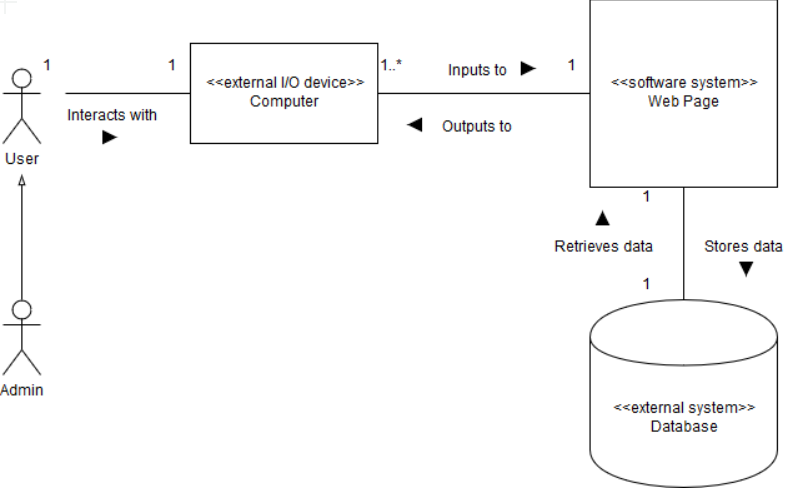 1
1
<<external I/O device>>
Computer
1..*
Inputs to
1
<<software system>>
Web Page
Interacts with
Outputs to
User
1
Retrieves data
Stores data
1
Admin
<<external system>>
Database